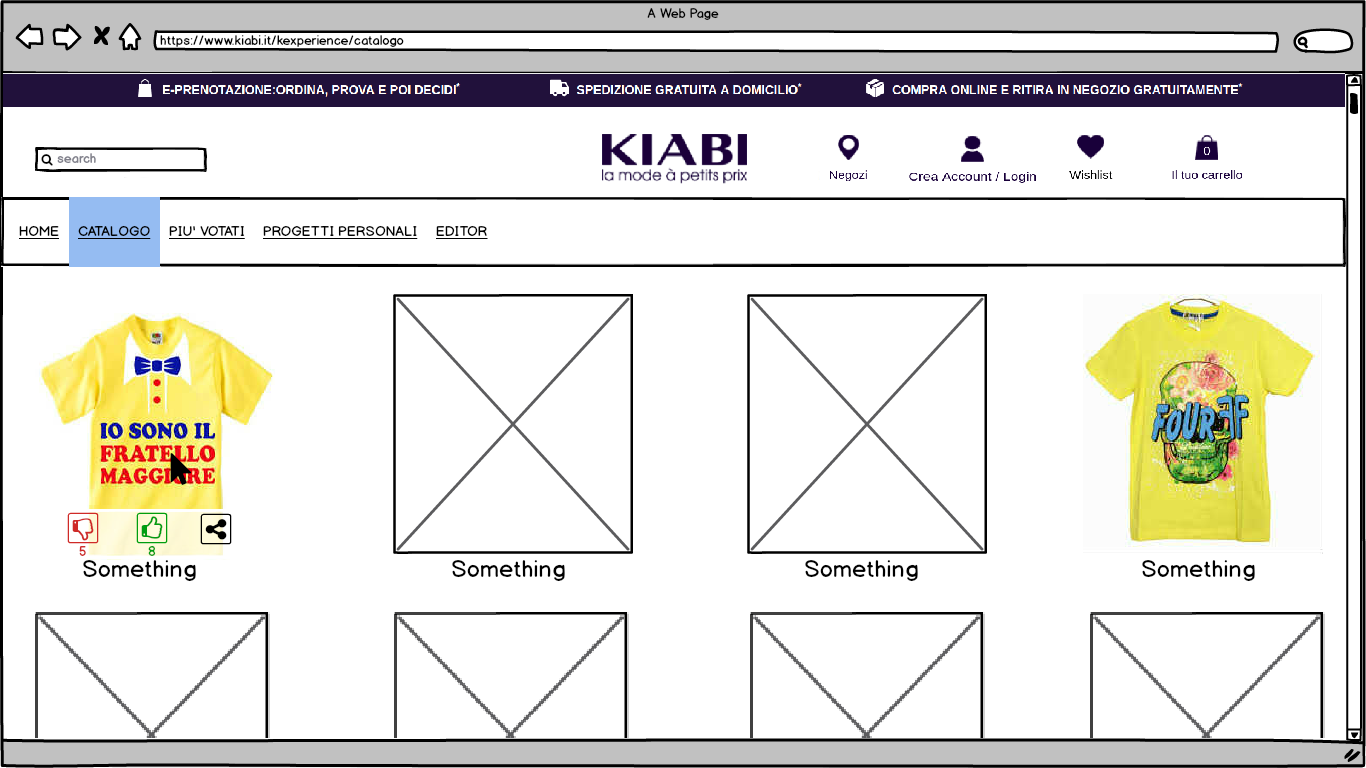 A Web Page
https://www.kiabi.it/kexperience/catalogo
E-PRENOTAZIONE:ORDINA, PROVA E POI DECIDI* SPEDIZIONE GRATUITA A DOMICILIO* COMPRA ONLINE E RITIRA IN NEGOZIO GRATUITAMENTE*
search
KIABI
la mode à petits prix
0
Negozi Crea Account / Login Wishlist Il tuo carrello
HOME CATALOGO PIU' VOTATI PROGETTI PERSONALI EDITOR
IO SONO IL
FRATELLO
MAGGIORE
5 8
FOUR
Something Something Something Something